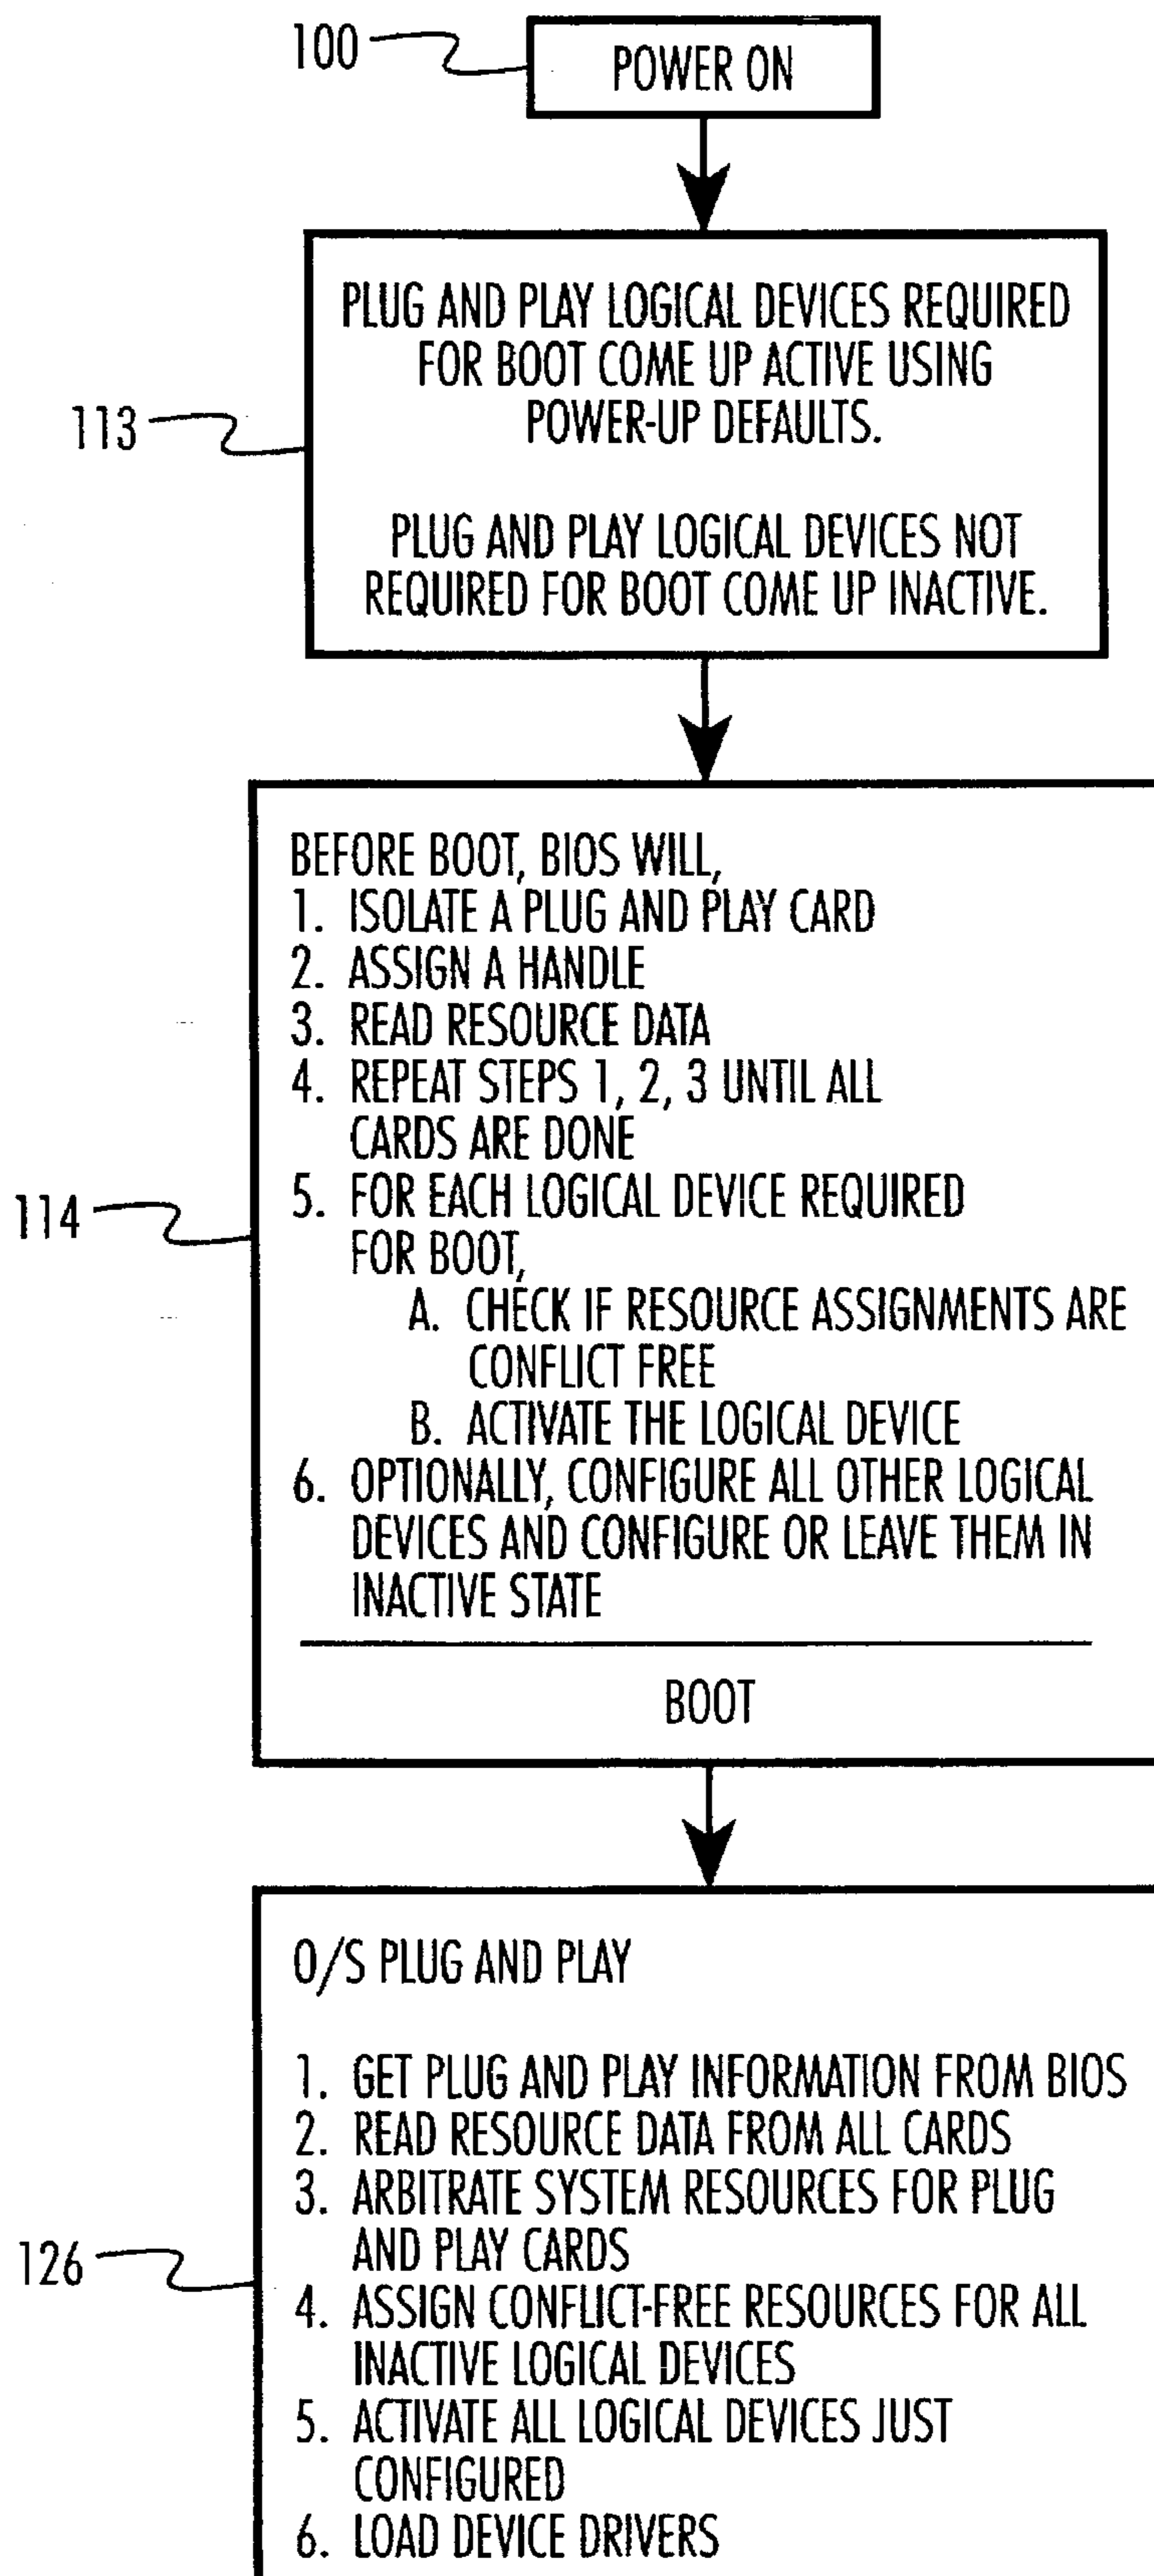 100
POWER ON
PLUG AND PLAY LOGICAL DEVICES REQUIRED
FOR BOOT COME UP ACTIVE USING
POWER-UP DEFAULTS.
113
PLUG AND PLAY LOGICAL DEVICES NOT
REQUIRED FOR BOOT COME UP INACTIVE.
BEFORE BOOT, BIOS WILL,
1. ISOLATE A PLUG AND PLAY CARD
2. ASSIGN A HANDLE
3. READ RESOURCE DATA
4. REPEAT STEPS 1, 2, 3 UNTIL ALL
CARDS ARE DONE
5. FOR EACH LOGICAL DEVICE REQUIRED
114
FOR BOOT,
A. CHECK IF RESOURCE ASSIGNMENTS ARE
CONFLICT FREE
B. ACTIVATE THE LOGICAL DEVICE
6. OPTIONALLY, CONFIGURE ALL OTHER LOGICAL
DEVICES AND CONFIGURE OR LEAVE THEM IN
INACTIVE STATE
BOOT
O/S PLUG AND PLAY
1. GET PLUG AND PLAY INFORMATION FROM BIOS
2. READ RESOURCE DATA FROM ALL CARDS
3. ARBITRATE SYSTEM RESOURCES FOR PLUG
AND PLAY CARDS
126
4. ASSIGN CONFLICT-FREE RESOURCES FOR ALL
INACTIVE LOGICAL DEVICES
5. ACTIVATE ALL LOGICAL DEVICES JUST
CONFIGURED
6. LOAD DEVICE DRIVERS